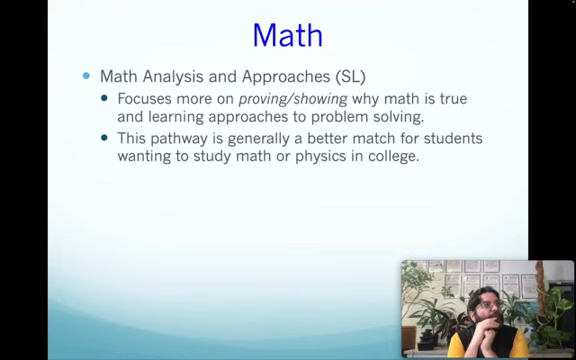 Math
Math Analysis and Approaches (SL)
Focuses more on proving/showing why math is true
and learning approaches to problem solving.
This pathway is generally a better match for students
wanting to study math or physics in college.